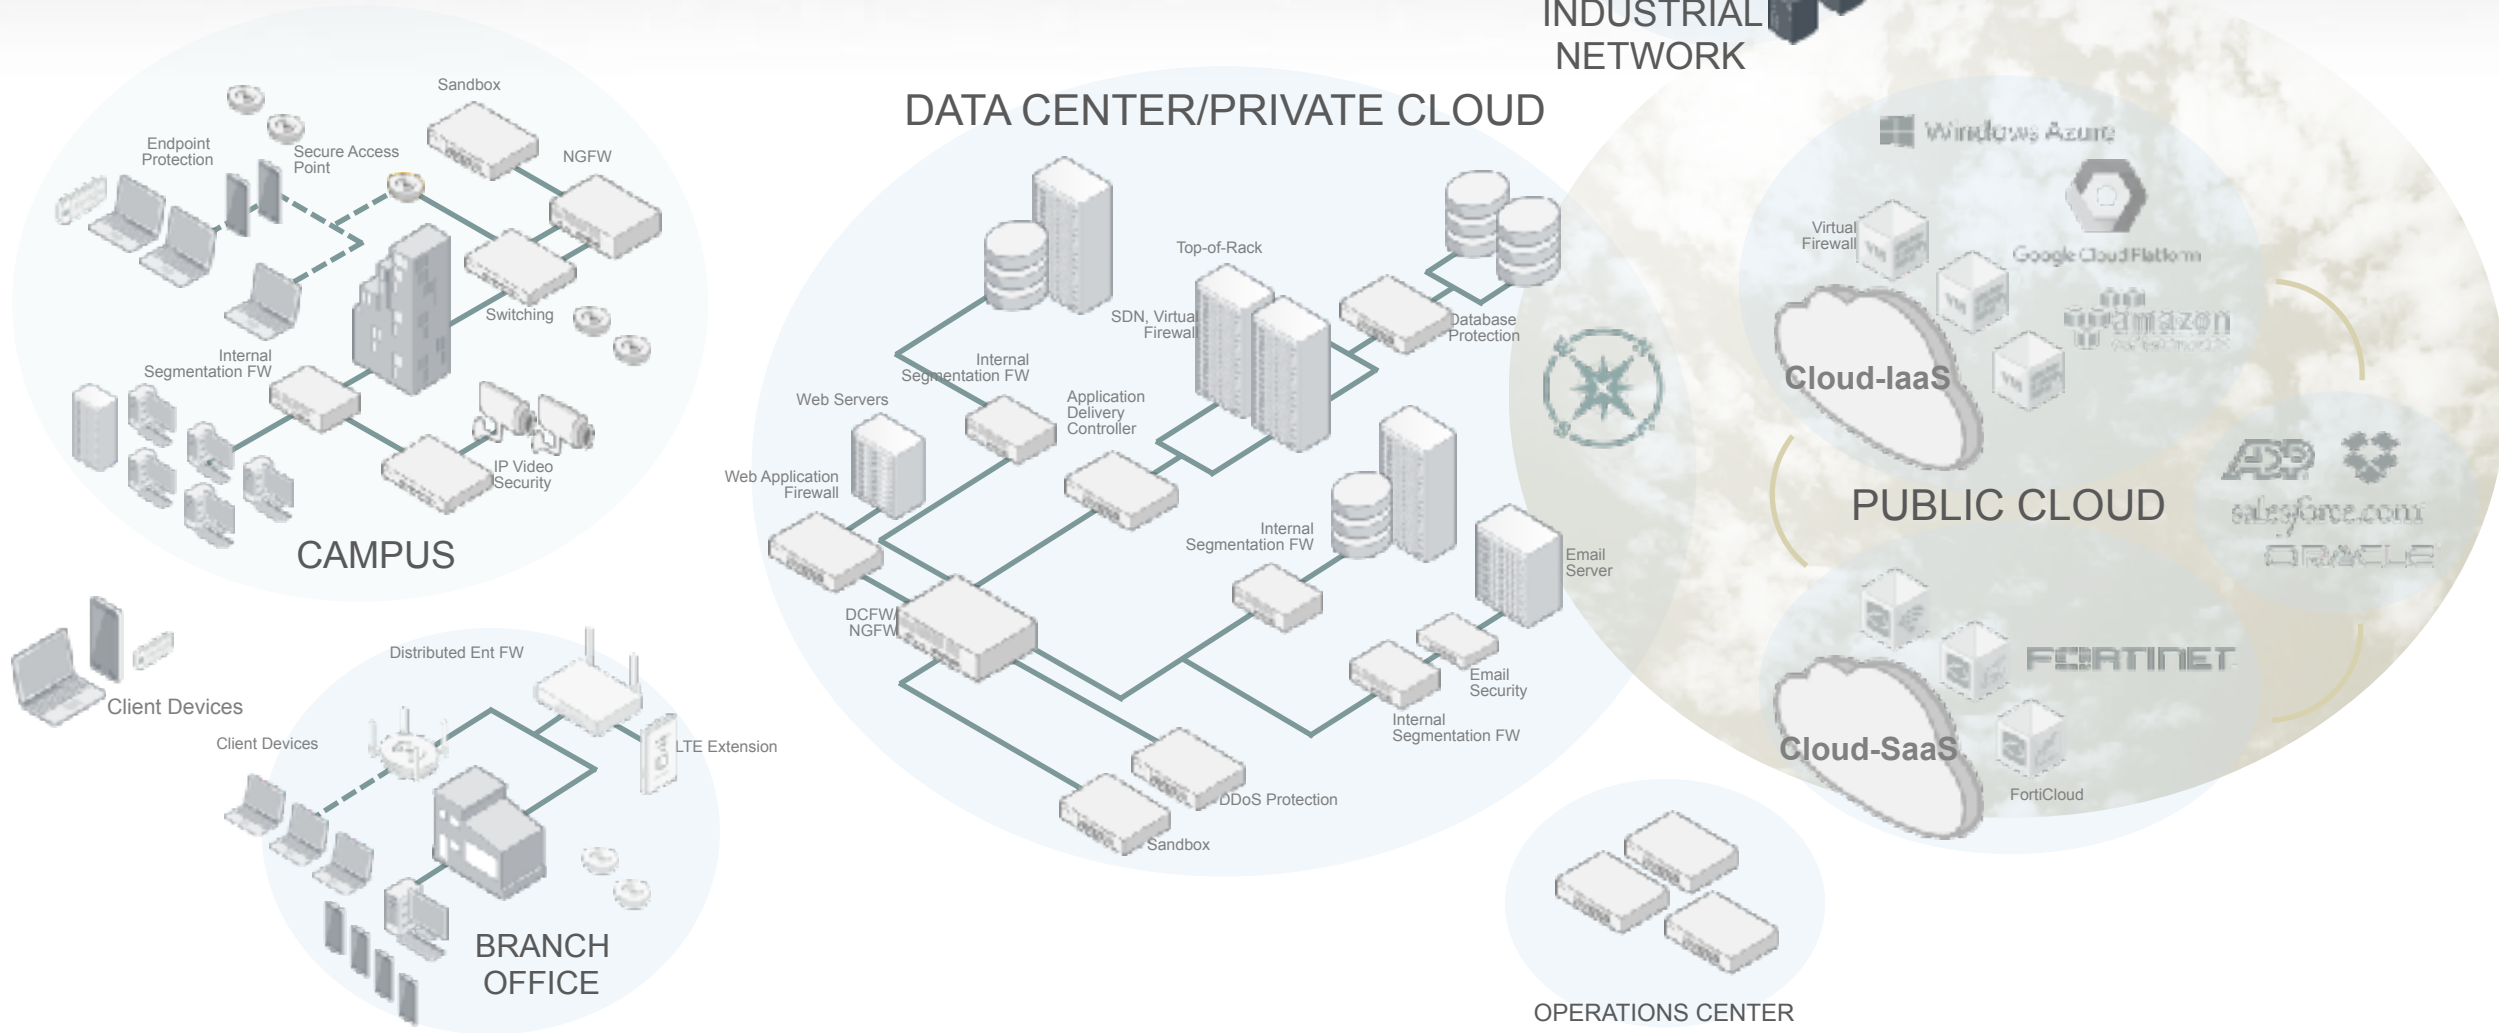 INDUSTRIAL
NETWORK
Sandbox
Endpoint
Protection
Secure Access
Point
NGFW
Switching
Internal
Segmentation FW
IP Video
Security
CAMPUS
DATA CENTER/PRIVATE CLOUD
Top-of-Rack
SDN, Virtual
Firewall
Database
Protection
Internal
Segmentation FW
Web Servers
Application
Delivery
Controller
Web Application
Firewall
Internal
Segmentation FW
Email
Server
DCFW/
NGFW
Email
Security
Internal
Segmentation FW
DDoS Protection
Sandbox
Windows Azure
Virtual
Firewall
VM
Google Cloud Platform
VM
amazon
VM
Cloud-IaaS
PUBLIC CLOUD
ADP
salesforce.com
ORACLE
FORTINET
Cloud-SaaS
FortiCloud
Client Devices
Distributed Ent FW
Client Devices
LTE Extension
BRANCH
OFFICE
OPERATIONS CENTER